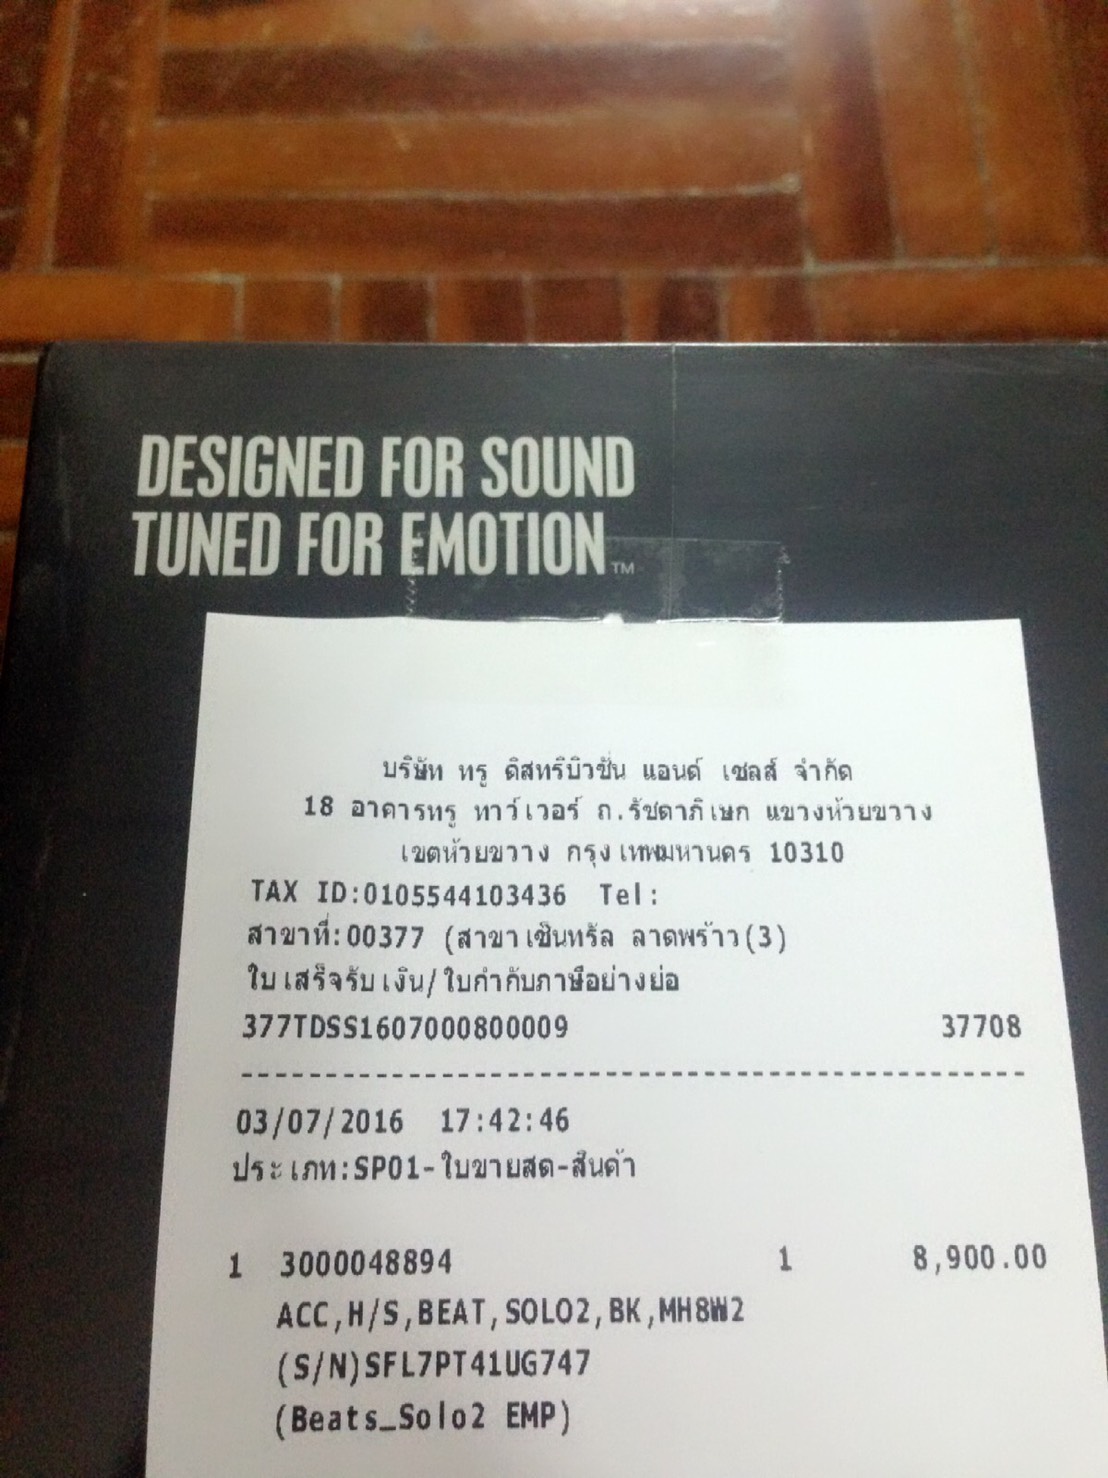 DESIGNED FOR SOUND
TUNED FOR EMOTION™
บริษัท ทรู ดิสทริบิวชั่น แอนด์ เซลส์ จำกัด
18 อาคารทรู ทาว์เวอร์ ถ.รัชดาภิเษก แขวงห้วยขวาง
เขตห้วยขวาง กรุงเทพมหานคร 10310
TAX ID:0105544103436 Tel:
สาขาที่:00377 (สาขาเซ็นทรัล ลาดพร้าว(3)
ใบเสร็จรับเงิน/ใบกำกับภาษีอย่างย่อ
377TDSS1607000800009 37708
03/07/2016 17:42:46
ประเภท:SP01-ใบขายสด-สินค้า
1 3000048894 1 8,900.00
ACC,H/S,BEAT,SOLO2,BK,MH8W2
(S/N)SFL7PT41UG747
(Beats_Solo2 EMP)